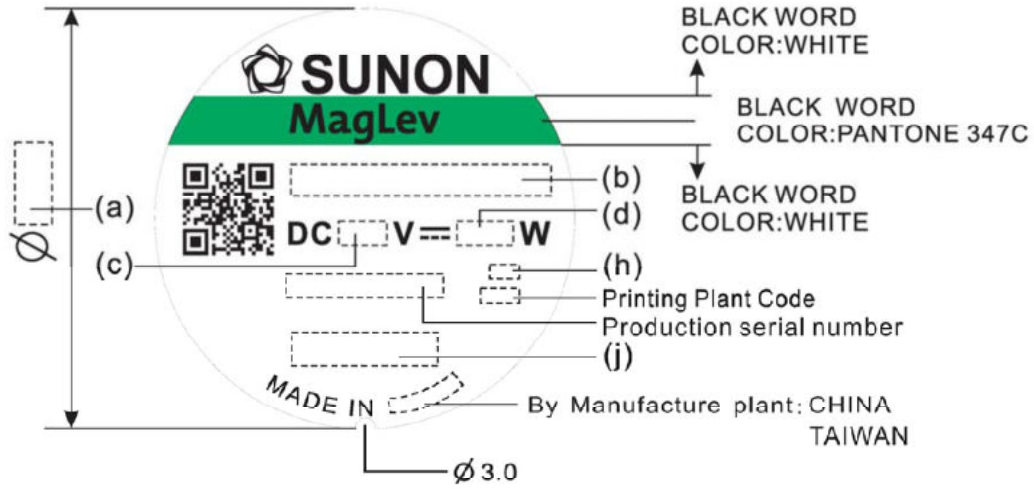 BLACK WORD
COLOR:WHITE
SUNON
MagLev
BLACK WORD
COLOR:PANTONE 347C
(a)
Ø
(b)
BLACK WORD
COLOR:WHITE
DC V W
(d)
(c)
(h)
Printing Plant Code
Production serial number
(j)
MADE IN
By Manufacture plant: CHINA
TAIWAN
Ø 3.0